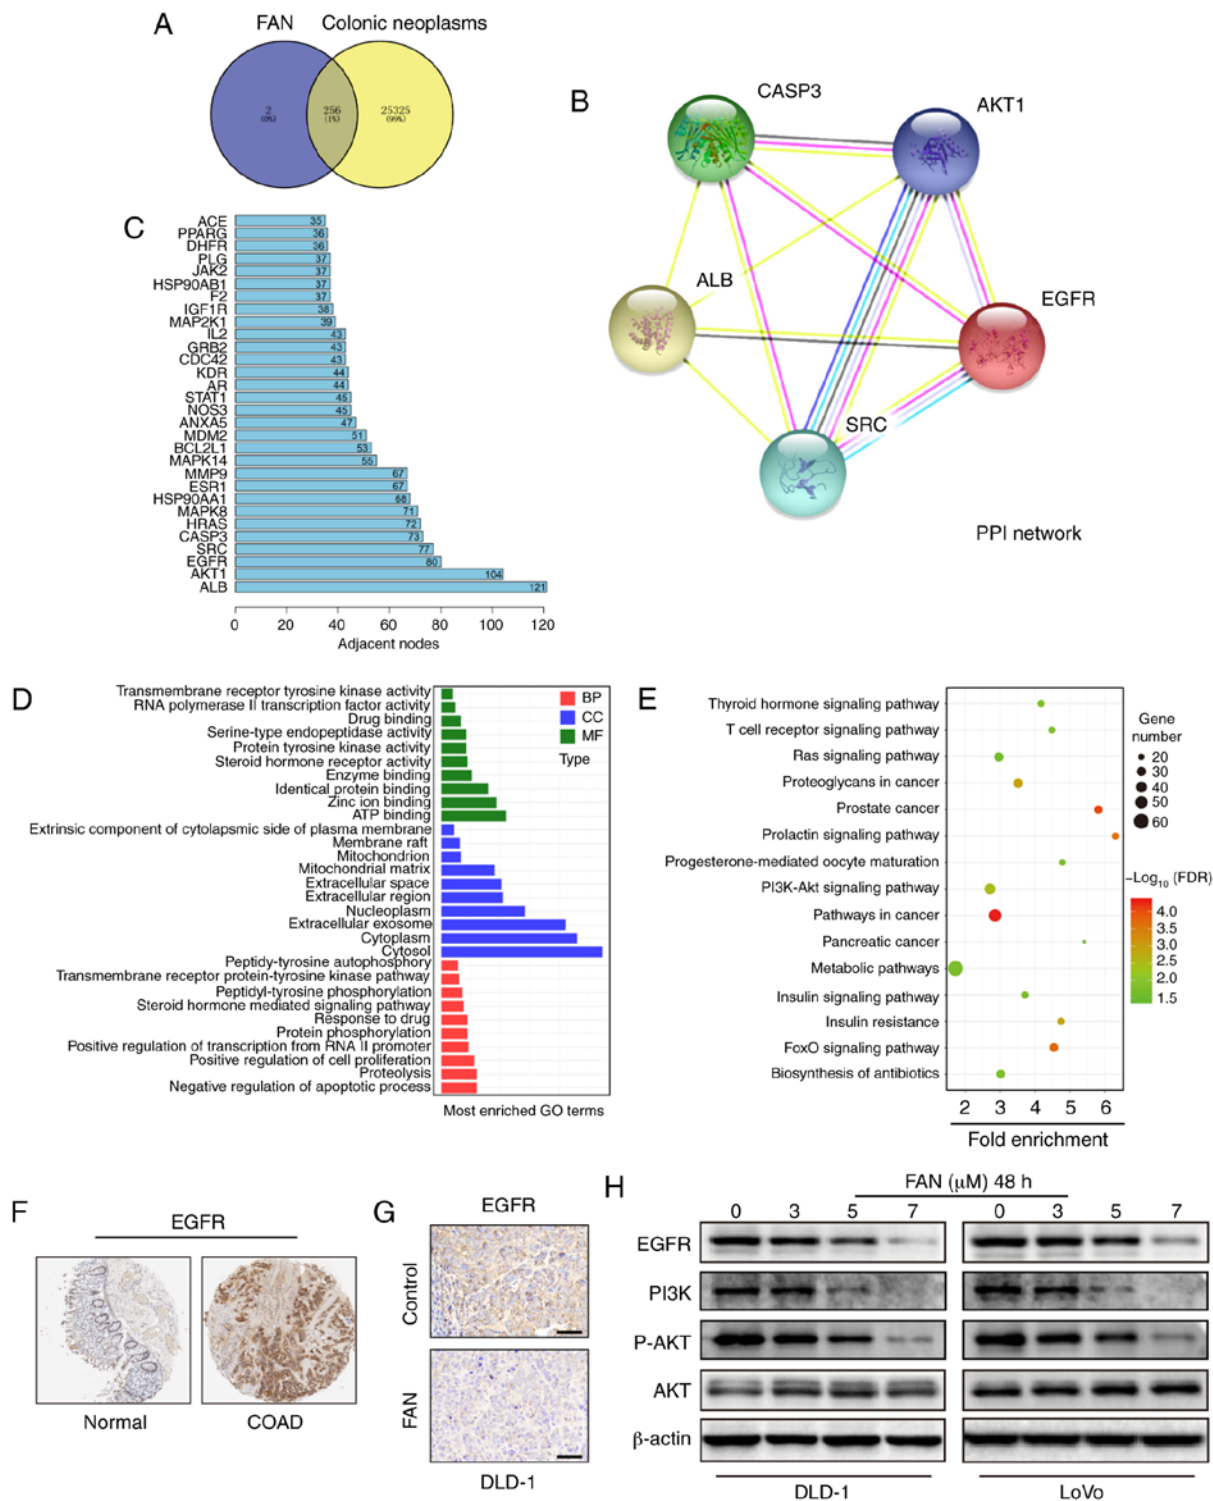 A
FAN
Colonic neoplasms
2
(0%)
256
(1%)
25325
(99%)
B
CASP3
AKT1
ALB
EGFR
SRC
PPI network
C
ACE 35
PPARG 36
DHFR 36
PLG 37
JAK2 37
HSP90AB1 37
F2 37
IGF1R 38
MAP2K1 39
IL2 43
GRB2 43
CDC42 43
KDR 44
AR 44
STAT1 45
NOS3 45
ANXA5 47
MDM2 51
BCL2L1 53
MAPK14 55
MMP9 67
ESR1 67
HSP90AA1 68
MAPK8 71
HRAS 72
CASP3 73
SRC 77
EGFR 80
AKT1 104
ALB 121
0 20 40 60 80 100 120
Adjacent nodes
D
Transmembrane receptor tyrosine kinase activity
RNA polymerase II transcription factor activity
Drug binding
Serine-type endopeptidase activity
Protein tyrosine kinase activity
Steroid hormone receptor activity
Enzyme binding
Identical protein binding
Zinc ion binding
ATP binding
Extrinsic component of cytolapsmic side of plasma membrane
Membrane raft
Mitochondrion
Mitochondrial matrix
Extracellular space
Extracellular region
Nucleoplasm
Extracellular exosome
Cytoplasm
Cytosol
Peptidy-tyrosine autophosphory
Transmembrane receptor protein-tyrosine kinase pathway
Peptidyl-tyrosine phosphorylation
Steroid hormone mediated signaling pathway
Response to drug
Protein phosphorylation
Positive regulation of transcription from RNA II promoter
Positive regulation of cell proliferation
Proteolysis
Negative regulation of apoptotic process
BP
CC
MF
Type
Most enriched GO terms
E
Thyroid hormone signaling pathway
T cell receptor signaling pathway
Ras signaling pathway
Proteoglycans in cancer
Prostate cancer
Prolactin signaling pathway
Progesterone-mediated oocyte maturation
PI3K-Akt signaling pathway
Pathways in cancer
Pancreatic cancer
Metabolic pathways
Insulin signaling pathway
Insulin resistance
FoxO signaling pathway
Biosynthesis of antibiotics
2 3 4 5 6
Fold enrichment
Gene
number
20
30
40
50
60
−Log10 (FDR)
4.0
3.5
3.0
2.5
2.0
1.5
F
EGFR
Normal
COAD
G
EGFR
Control
FAN
DLD-1
H
FAN (μM) 48 h
0 3 5 7 0 3 5 7
EGFR
PI3K
P-AKT
AKT
β-actin
DLD-1
LoVo